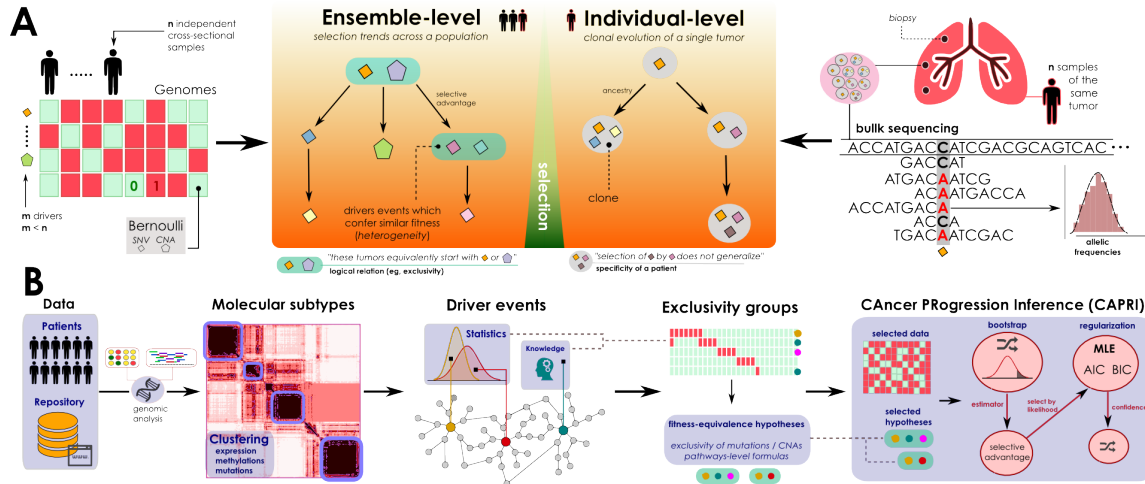 A
n independent
cross-sectional
samples
Genomes
0 1
m drivers
m < n
Bernoulli
SNV CNA
Ensemble-level
selection trends across a population
selective
advantage
drivers events which
confer similar fitness
(heterogeneity)
selection
Individual-level
clonal evolution of a single tumor
ancestry
clone
"these tumors equivalently start with or "
logical relation (eg, exclusivity)
"selection of by does not generalize"
specificity of a patient
biopsy
n samples
of the
same
tumor
bullk sequencing
ACCATGACCATCGACGCAGTCAC
GACCAT
ATGACAATCG
ACAATGACCA
ACCATGACAATCGAC
ACCA
TGACAATCGAC
allelic
frequencies
B
Data
Patients
Repository
genomic
analysis
Molecular subtypes
Clustering
expression
methylations
mutations
Driver events
Statistics
Knowledge
Exclusivity groups
fitness-equivalence hypotheses
exclusivity of mutations / CNAs
pathways-level formulas
CAncer PRogression Inference (CAPRI)
selected data
selected
hypotheses
bootstrap
estimator
selective
advantage
select by
likelihood
regularization
MLE
AIC BIC
confidence